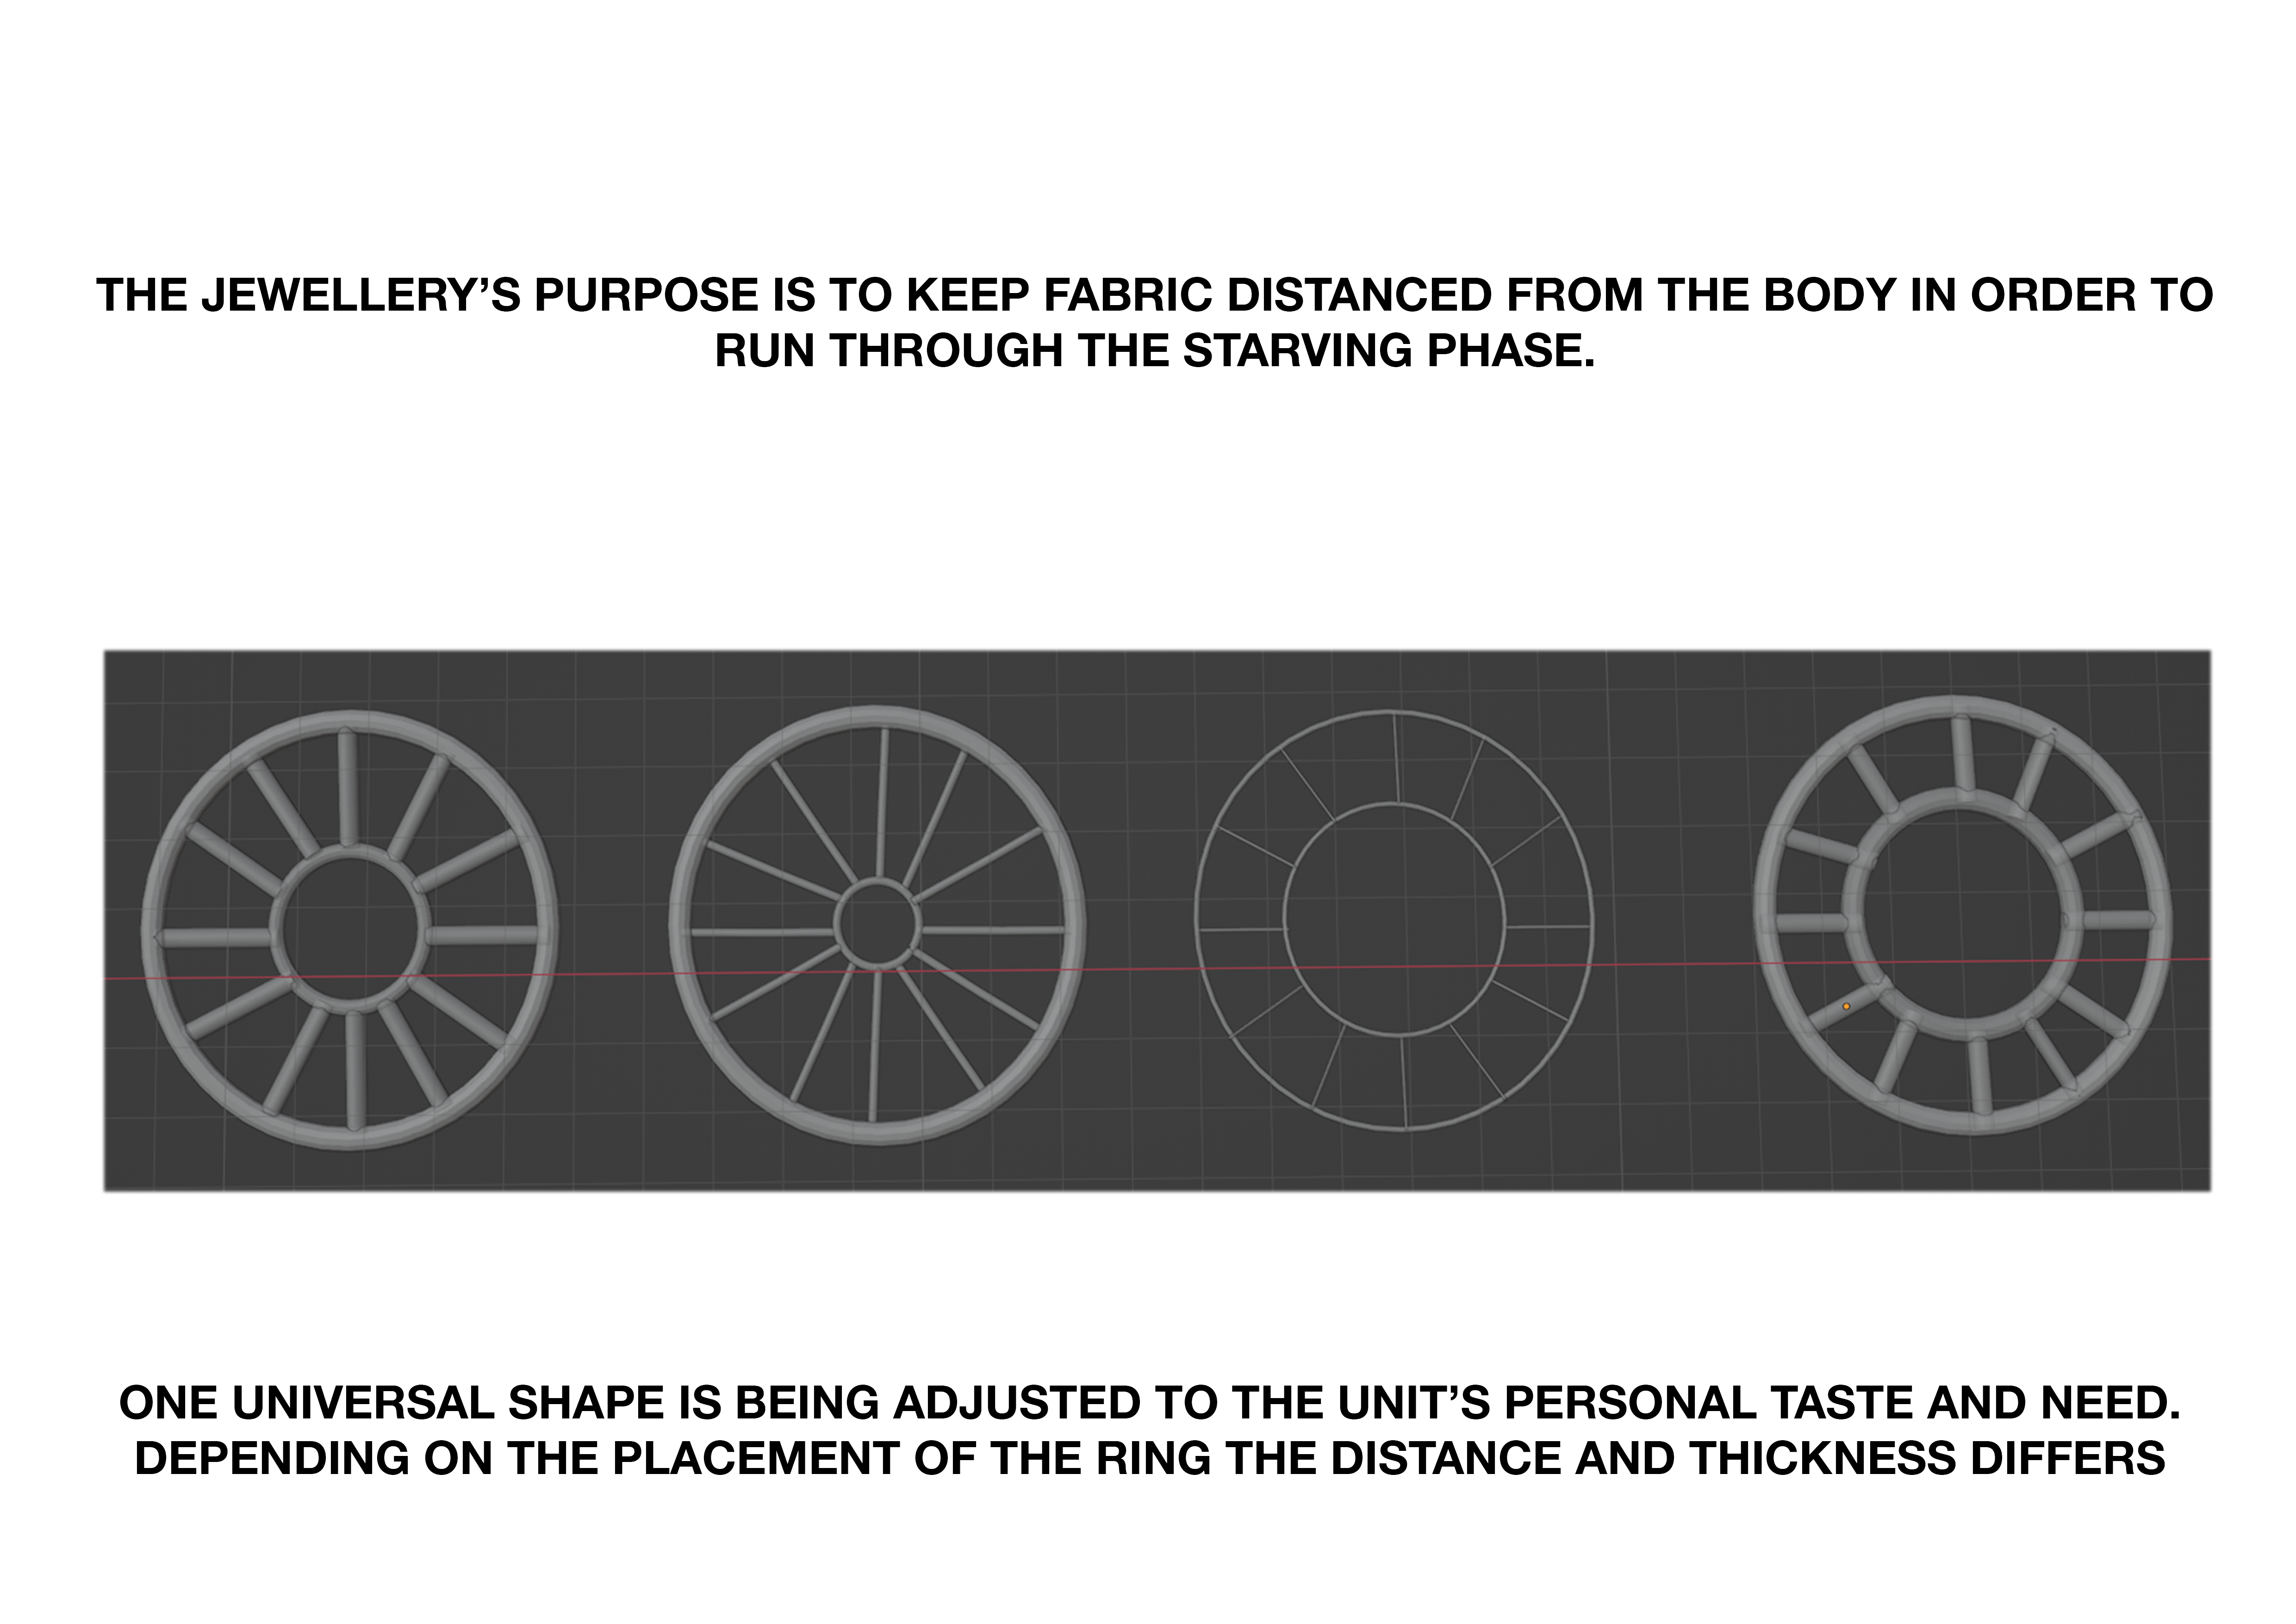 THE JEWELLERY’S PURPOSE IS TO KEEP FABRIC DISTANCED FROM THE BODY IN ORDER TO
RUN THROUGH THE STARVING PHASE.
ONE UNIVERSAL SHAPE IS BEING ADJUSTED TO THE UNIT’S PERSONAL TASTE AND NEED.
DEPENDING ON THE PLACEMENT OF THE RING THE DISTANCE AND THICKNESS DIFFERS